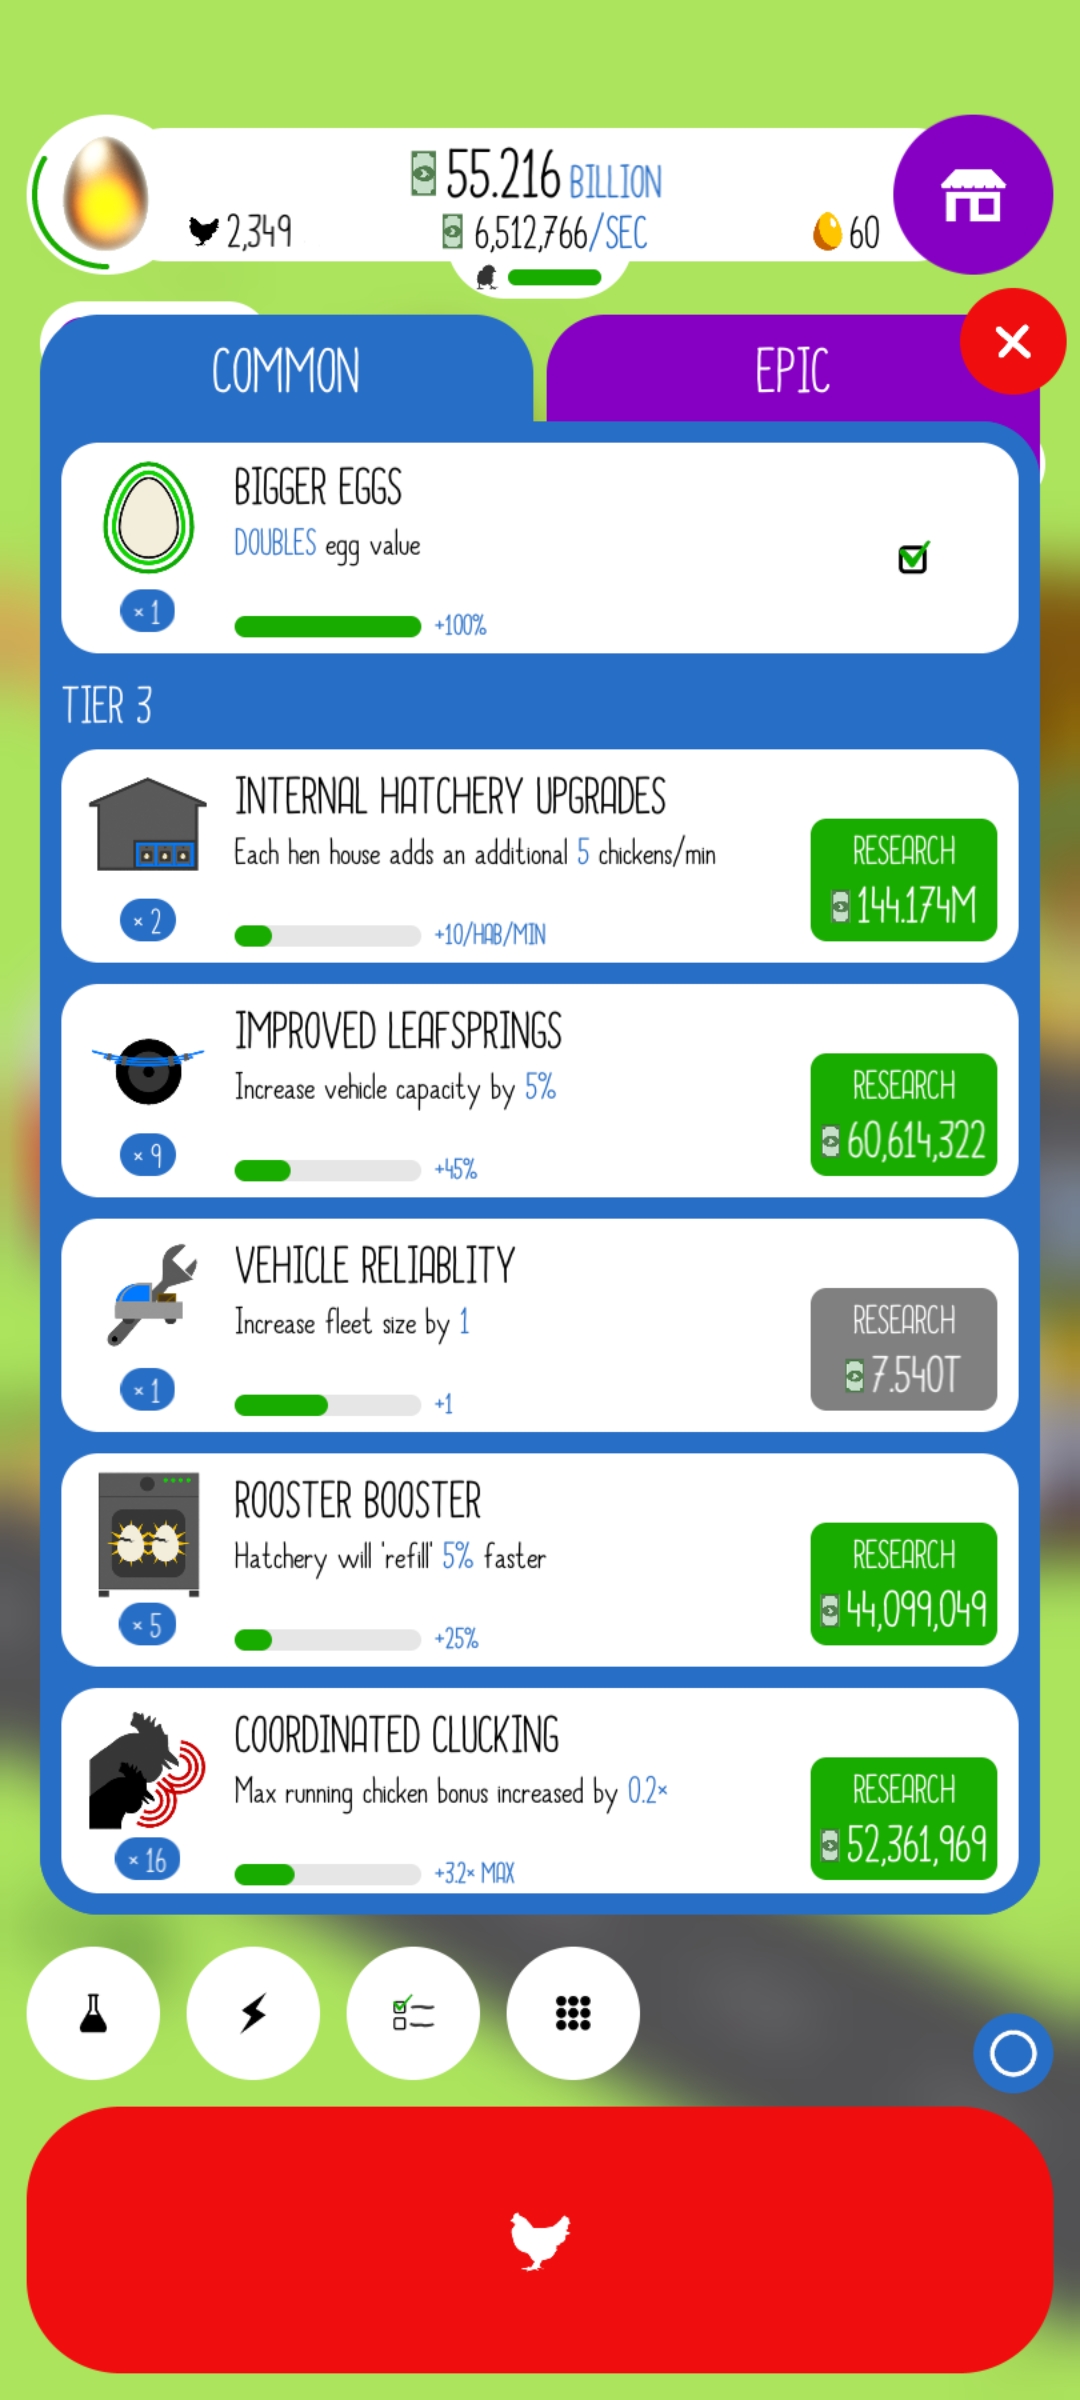 55.216 BILLION
2,349
6,512,766/SEC
60
COMMON
EPIC
BIGGER EGGS
DOUBLES egg value
× 1
+100%
TIER 3
INTERNAL HATCHERY UPGRADES
Each hen house adds an additional 5 chickens/min
RESEARCH
144.174M
× 2
+10/HAB/MIN
IMPROVED LEAFSPRINGS
Increase vehicle capacity by 5%
RESEARCH
60,614,322
× 9
+45%
VEHICLE RELIABLITY
Increase fleet size by 1
RESEARCH
7.540T
× 1
+1
ROOSTER BOOSTER
Hatchery will 'refill' 5% faster
RESEARCH
44,099,049
× 5
+25%
COORDINATED CLUCKING
Max running chicken bonus increased by 0.2×
RESEARCH
52,361,969
× 16
+3.2× MAX